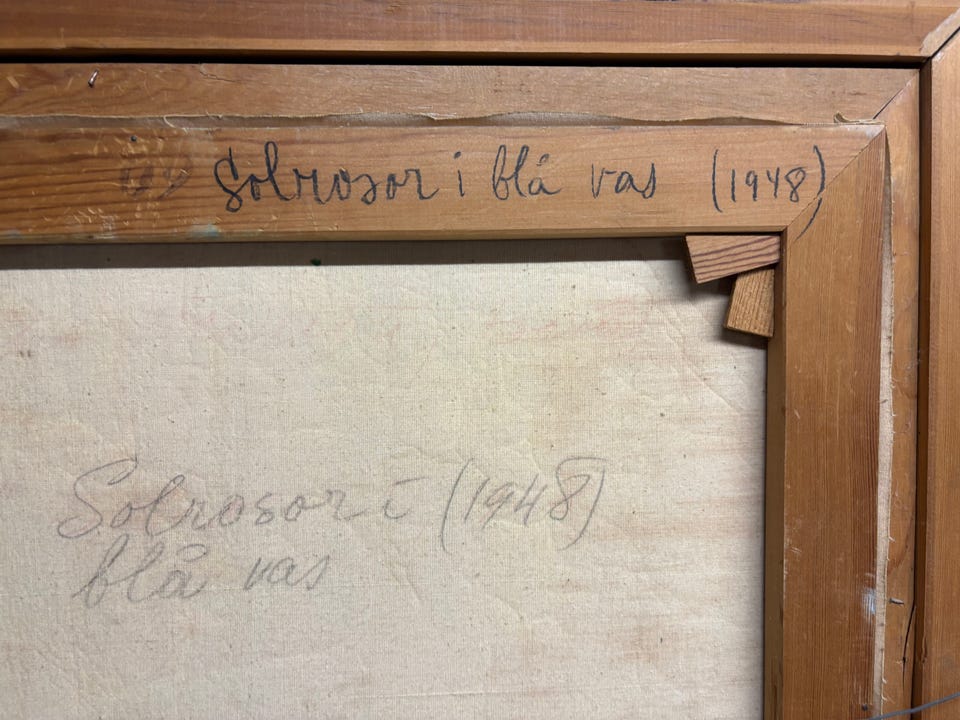 Solrosor i blå vas (1948)
Solrosor i (1948)
blå vas